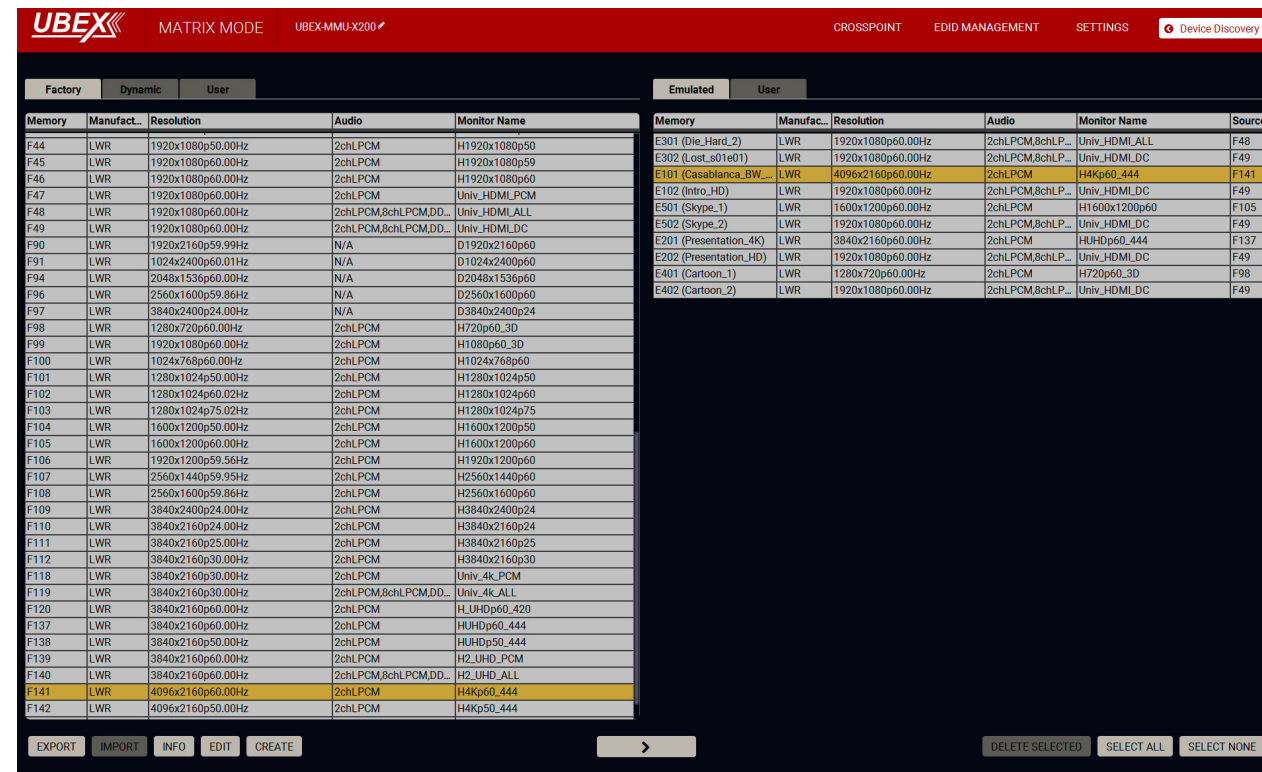 UBEX MATRIX MODE UBEX-MMU-X200 CROSSPOINT EDID MANAGEMENT SETTINGS Device Discovery
Factory Dynamic User
Memory Manufact... Resolution Audio Monitor Name
F44 LWR 1920x1080p50.00Hz 2chLPCM H1920x1080p50
F45 LWR 1920x1080p60.00Hz 2chLPCM H1920x1080p59
F46 LWR 1920x1080p60.00Hz 2chLPCM H1920x1080p60
F47 LWR 1920x1080p60.00Hz 2chLPCM Univ_HDMI_PCM
F48 LWR 1920x1080p60.00Hz 2chLPCM,8chLPCM,DD... Univ_HDMI_ALL
F49 LWR 1920x1080p60.00Hz 2chLPCM,8chLPCM,DD... Univ_HDMI_DC
F90 LWR 1920x2160p59.99Hz N/A D1920x2160p60
F91 LWR 1024x2400p60.01Hz N/A D1024x2400p60
F94 LWR 2048x1536p60.00Hz N/A D2048x1536p60
F96 LWR 2560x1600p59.86Hz N/A D2560x1600p60
F97 LWR 3840x2400p24.00Hz N/A D3840x2400p24
F98 LWR 1280x720p60.00Hz 2chLPCM H720p60_3D
F99 LWR 1920x1080p60.00Hz 2chLPCM H1080p60_3D
F100 LWR 1024x768p60.00Hz 2chLPCM H1024x768p60
F101 LWR 1280x1024p50.00Hz 2chLPCM H1280x1024p50
F102 LWR 1280x1024p60.02Hz 2chLPCM H1280x1024p60
F103 LWR 1280x1024p75.02Hz 2chLPCM H1280x1024p75
F104 LWR 1600x1200p50.00Hz 2chLPCM H1600x1200p50
F105 LWR 1600x1200p60.00Hz 2chLPCM H1600x1200p60
F106 LWR 1920x1200p59.56Hz 2chLPCM H1920x1200p60
F107 LWR 2560x1440p59.95Hz 2chLPCM H2560x1440p60
F108 LWR 2560x1600p59.86Hz 2chLPCM H2560x1600p60
F109 LWR 3840x2400p24.00Hz 2chLPCM H3840x2400p24
F110 LWR 3840x2160p24.00Hz 2chLPCM H3840x2160p24
F111 LWR 3840x2160p25.00Hz 2chLPCM H3840x2160p25
F112 LWR 3840x2160p30.00Hz 2chLPCM H3840x2160p30
F118 LWR 3840x2160p30.00Hz 2chLPCM Univ_4k_PCM
F119 LWR 3840x2160p30.00Hz 2chLPCM,8chLPCM,DD... Univ_4k_ALL
F120 LWR 3840x2160p60.00Hz 2chLPCM H_UHDp60_420
F137 LWR 3840x2160p60.00Hz 2chLPCM HUHDp60_444
F138 LWR 3840x2160p50.00Hz 2chLPCM HUHDp50_444
F139 LWR 3840x2160p60.00Hz 2chLPCM H2_UHD_PCM
F140 LWR 3840x2160p60.00Hz 2chLPCM,8chLPCM,DD... H2_UHD_ALL
F141 LWR 4096x2160p60.00Hz 2chLPCM H4Kp60_444
F142 LWR 4096x2160p50.00Hz 2chLPCM H4Kp50_444
Emulated User
Memory Manufac... Resolution Audio Monitor Name Source
E301 (Die_Hard_2) LWR 1920x1080p60.00Hz 2chLPCM,8chLP... Univ_HDMI_ALL F48
E302 (Lost_s01e01) LWR 1920x1080p60.00Hz 2chLPCM,8chLP... Univ_HDMI_DC F49
E101 (Casablanca_BW_... LWR 4096x2160p60.00Hz 2chLPCM H4Kp60_444 F141
E102 (Intro_HD) LWR 1920x1080p60.00Hz 2chLPCM,8chLP... Univ_HDMI_DC F49
E501 (Skype_1) LWR 1600x1200p60.00Hz 2chLPCM H1600x1200p60 F105
E502 (Skype_2) LWR 1920x1080p60.00Hz 2chLPCM,8chLP... Univ_HDMI_DC F49
E201 (Presentation_4K) LWR 3840x2160p60.00Hz 2chLPCM HUHDp60_444 F137
E202 (Presentation_HD) LWR 1920x1080p60.00Hz 2chLPCM,8chLP... Univ_HDMI_DC F49
E401 (Cartoon_1) LWR 1280x720p60.00Hz 2chLPCM H720p60_3D F98
E402 (Cartoon_2) LWR 1920x1080p60.00Hz 2chLPCM,8chLP... Univ_HDMI_DC F49
EXPORT IMPORT INFO EDIT CREATE DELETE SELECTED SELECT ALL SELECT NONE